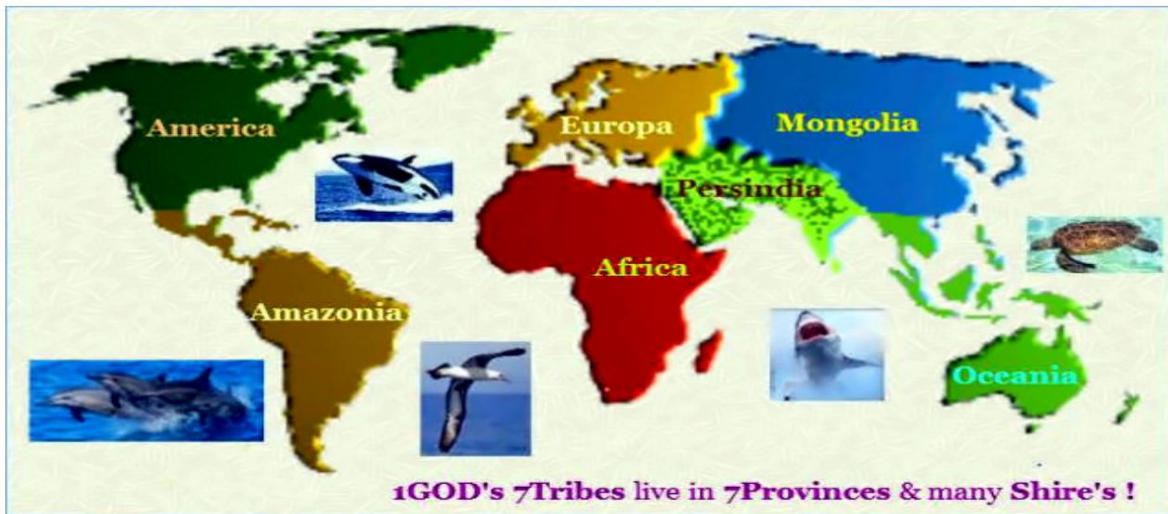 America
Europa
Mongolia
Persindia
Africa
Amazonia
Oceania
1GOD's 7Tribes live in 7Provinces & many Shire's !